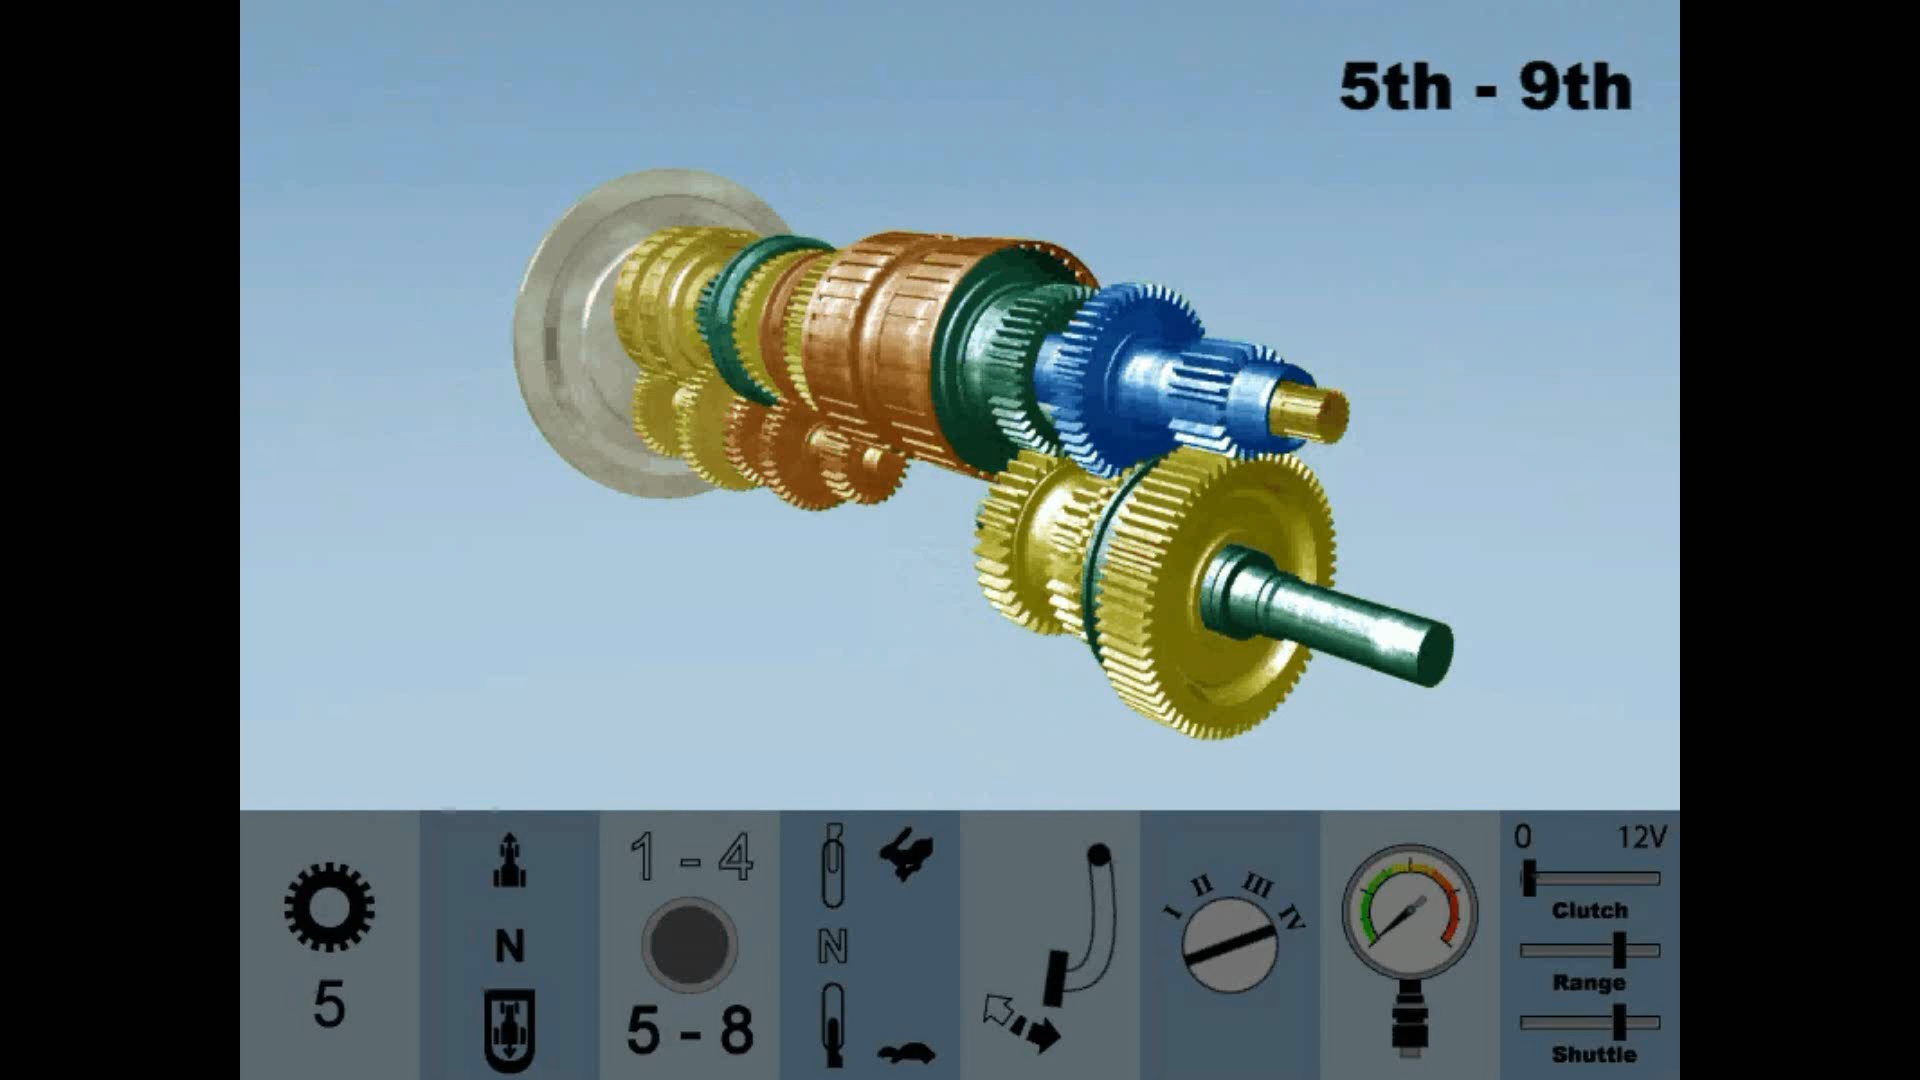 5th - 9th
5
N
1 - 4
5 - 8
N
I II III IV
0 12V
Clutch
Range
Shuttle